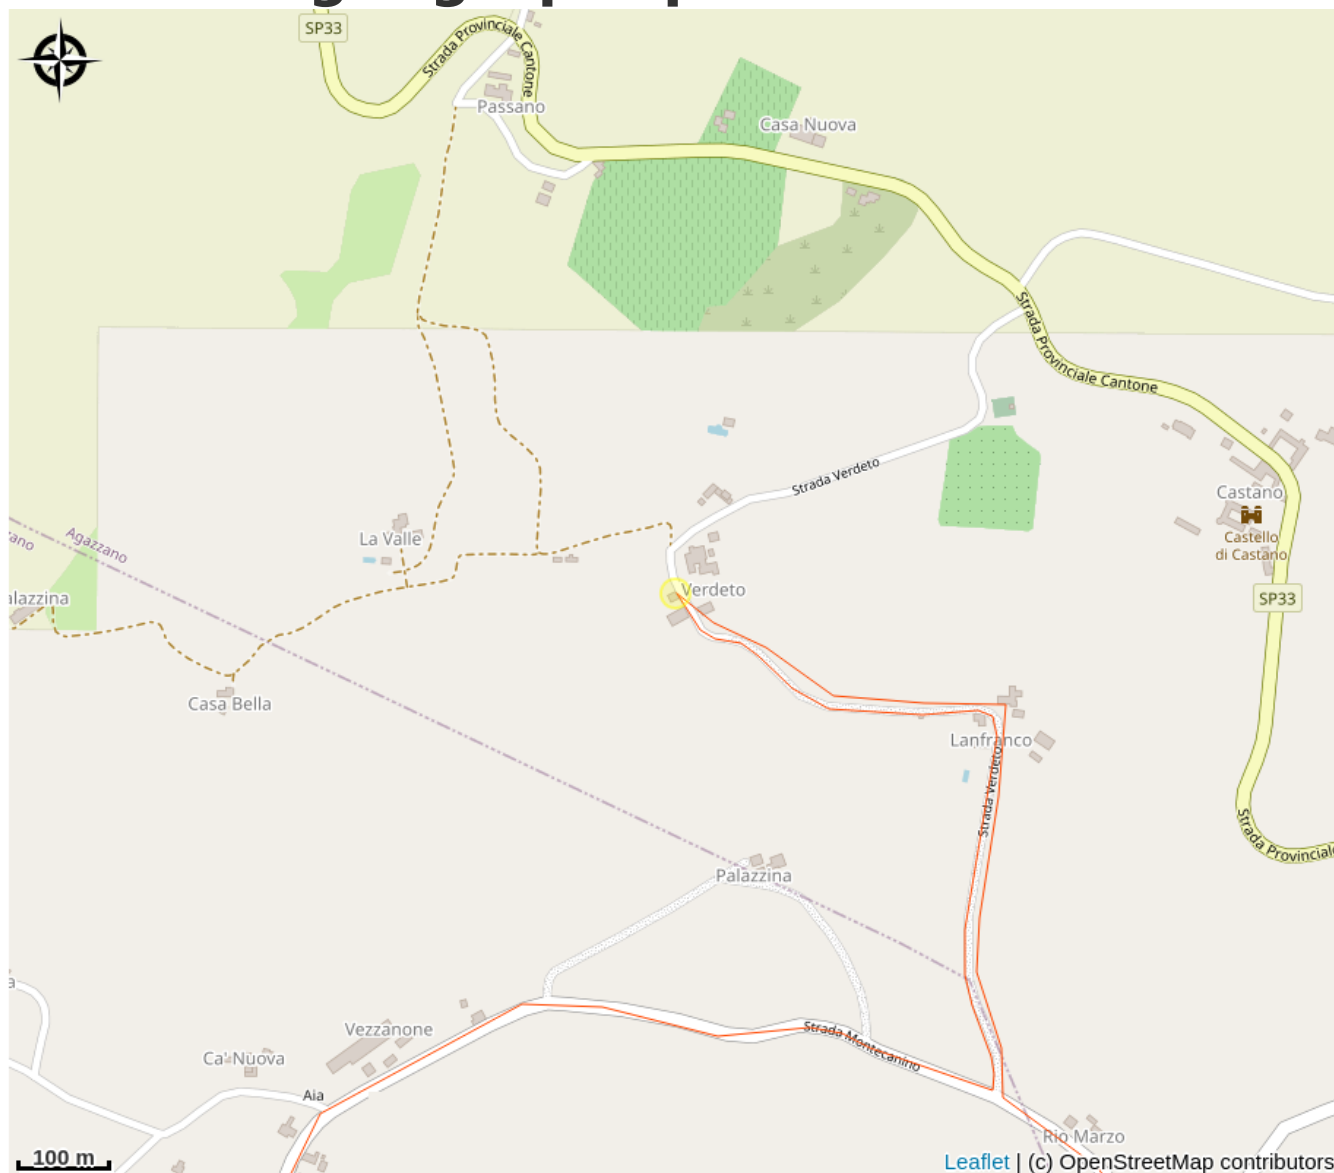 SP33
Strada Provinciale Cantone
Passano
Casa Nuova
Strada Provinciale Cantone
Strada Verdeto
Castano
Castello
di Castano
Agazzano
zano
La Valle
alazzina
Verdeto
SP33
Casa Bella
Lanfranco
Strada Verdeto
Strada Provinciale
Palazzina
a
Vezzanone
Strada Montecanino
Ca' Nuova
Aia
Rio Marzo
100 m
Leaflet | (c) OpenStreetMap contributors